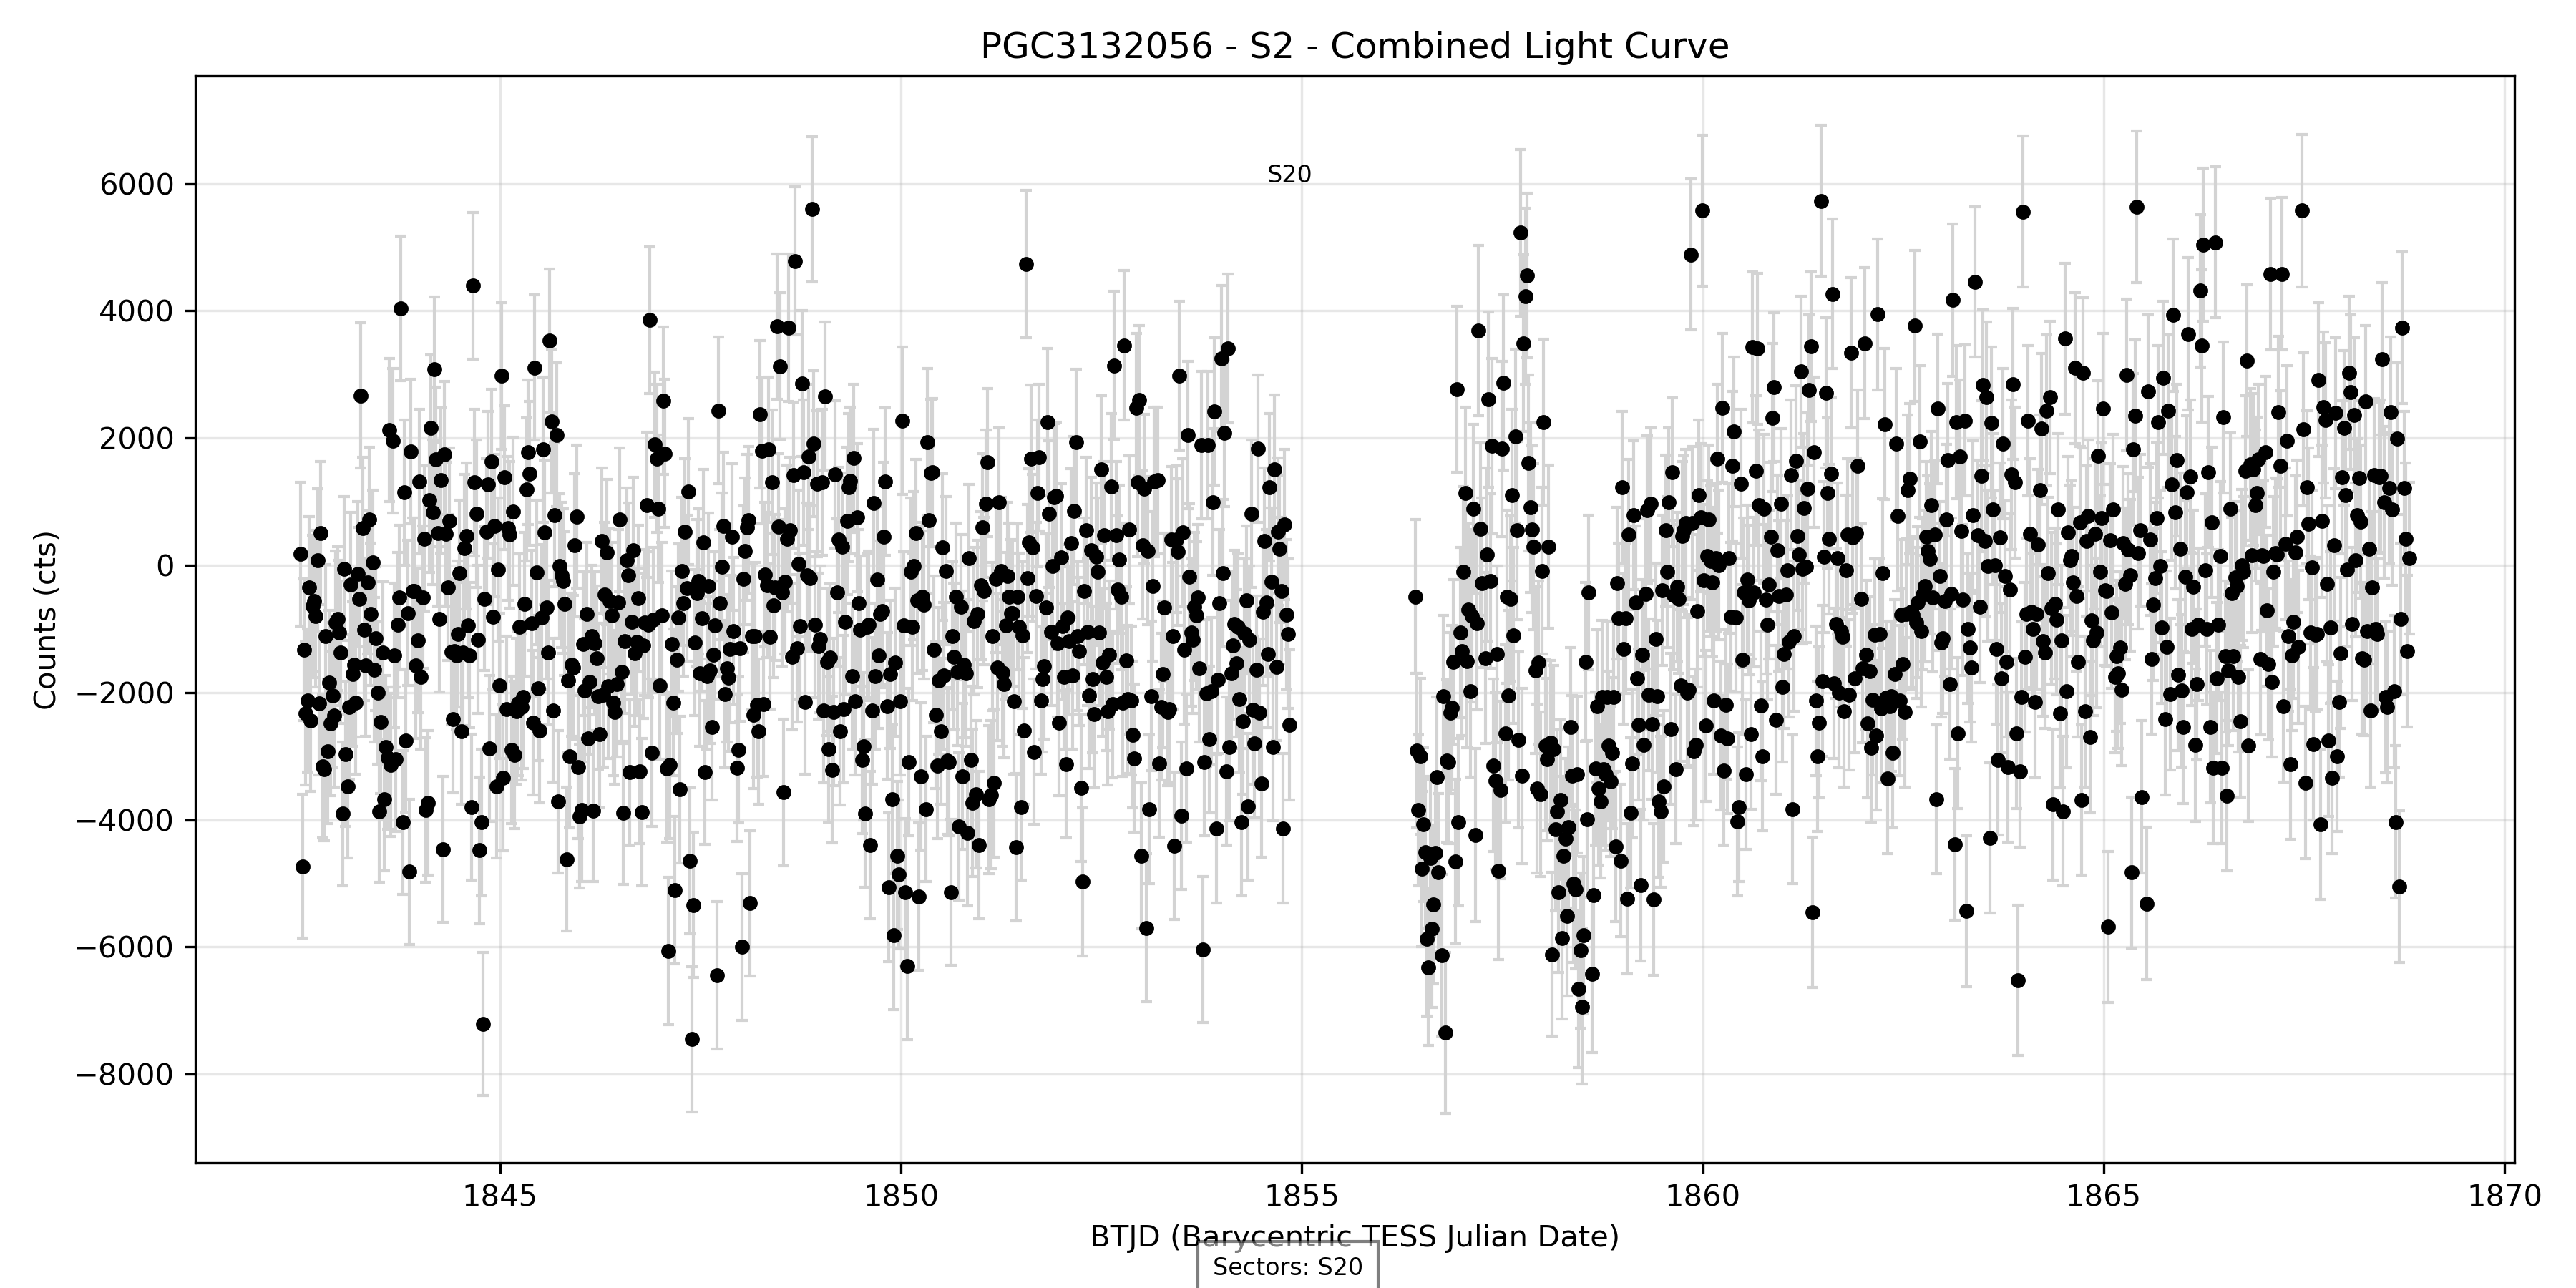 PGC3132056 - S2 - Combined Light Curve
S20
6000
4000
2000
0
−2000
−4000
−6000
−8000
Counts (cts)
1845
1850
1855
1860
1865
1870
BTJD (Barycentric TESS Julian Date)
Sectors: S20